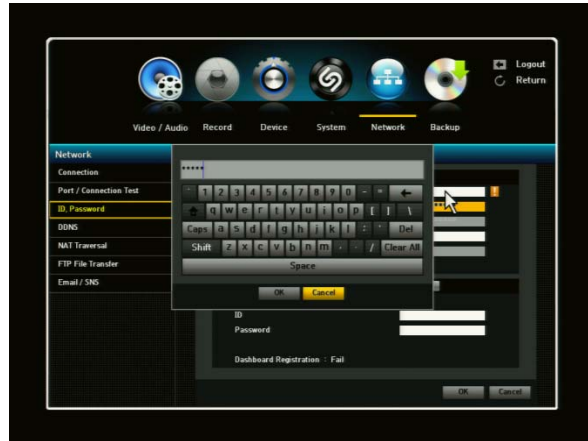 Logout
Return
Video / Audio Record Device System Network Backup
Network
Connection
Port / Connection Test
ID, Password
DDNS
NAT Traversal
FTP File Transfer
Email / SNS
•••••
` 1 2 3 4 5 6 7 8 9 0 - =
q w e r t y u i o p [ ] \
Caps a s d f g h j k l ; ' Del
Shift z x c v b n m , . / Clear All
Space
OK Cancel
ID
Password
Dashboard Registration : Fail
OK Cancel